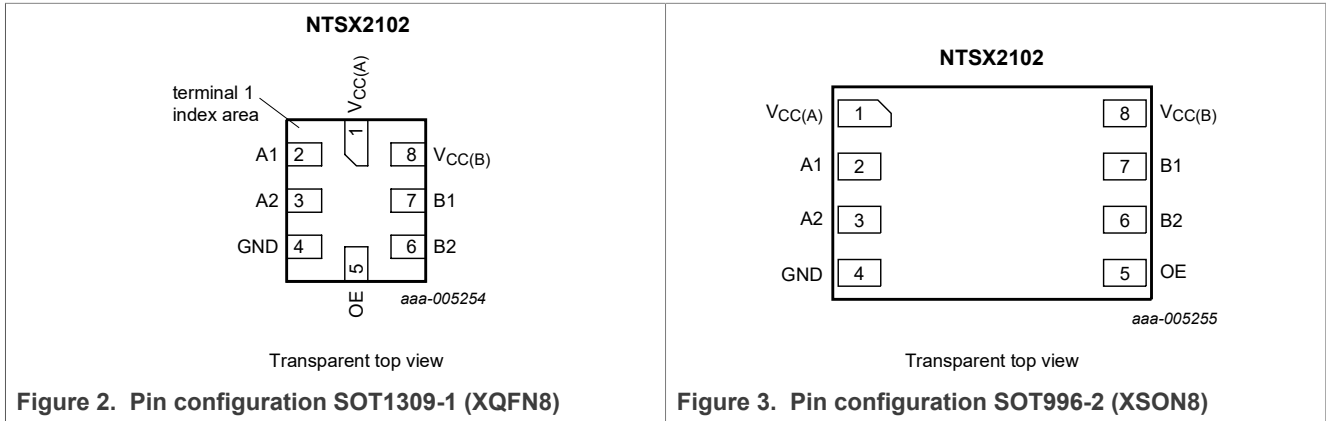 NTSX2102
VCC(A)
terminal 1
index area
1
A1 2 8 VCC(B)
A2 3 7 B1
GND 4 6 B2
5
OE
aaa-005254
Transparent top view
Figure 2. Pin configuration SOT1309-1 (XQFN8)
NTSX2102
VCC(A) 1 8 VCC(B)
A1 2 7 B1
A2 3 6 B2
GND 4 5 OE
aaa-005255
Transparent top view
Figure 3. Pin configuration SOT996-2 (XSON8)